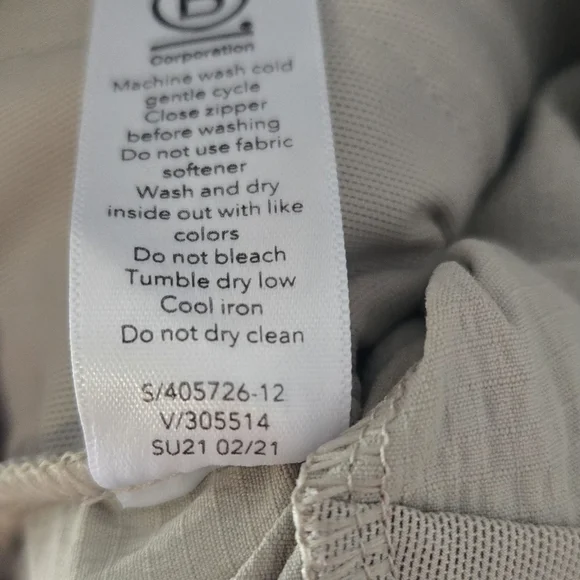 B
Corporation
Machine wash cold
gentle cycle
Close zipper
before washing
Do not use fabric
softener
Wash and dry
inside out with like
colors
Do not bleach
Tumble dry low
Cool iron
Do not dry clean
S/405726-12
V/305514
SU21 02/21